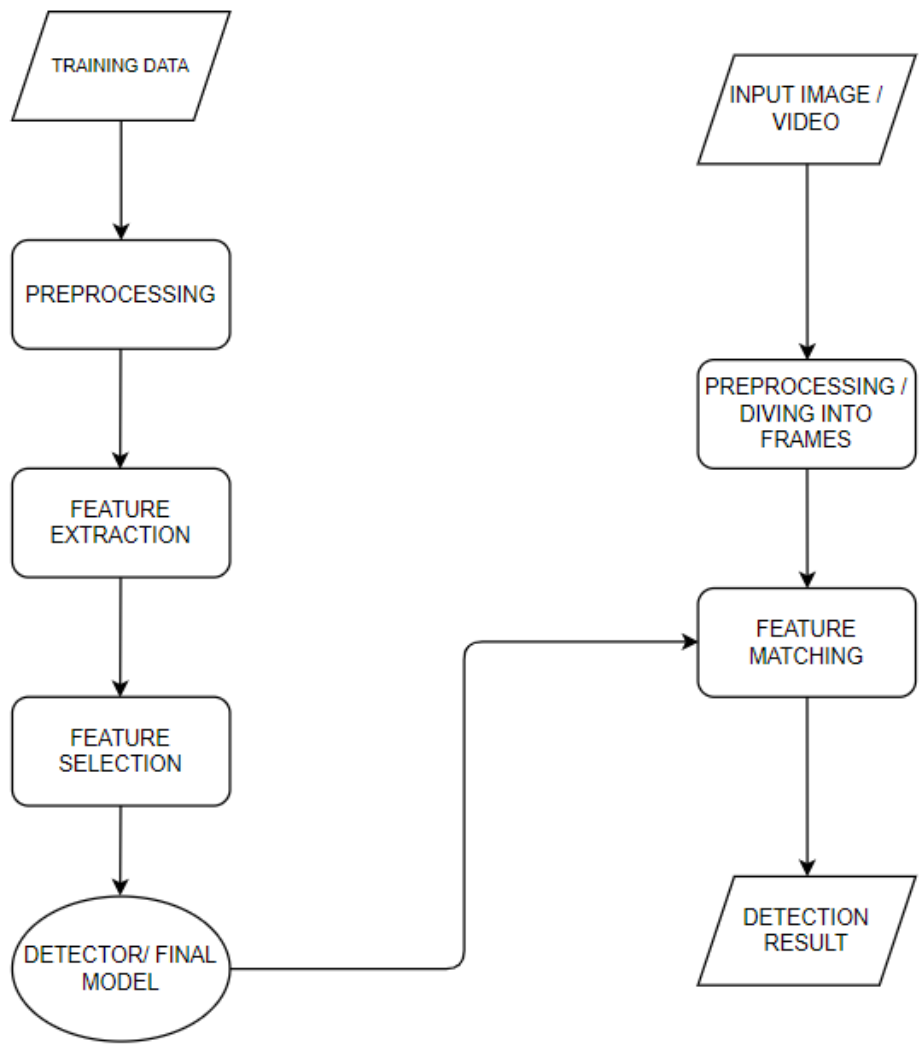 TRAINING DATA
PREPROCESSING
FEATURE
EXTRACTION
FEATURE
SELECTION
DETECTOR/ FINAL
MODEL
INPUT IMAGE /
VIDEO
PREPROCESSING /
DIVING INTO
FRAMES
FEATURE
MATCHING
DETECTION
RESULT